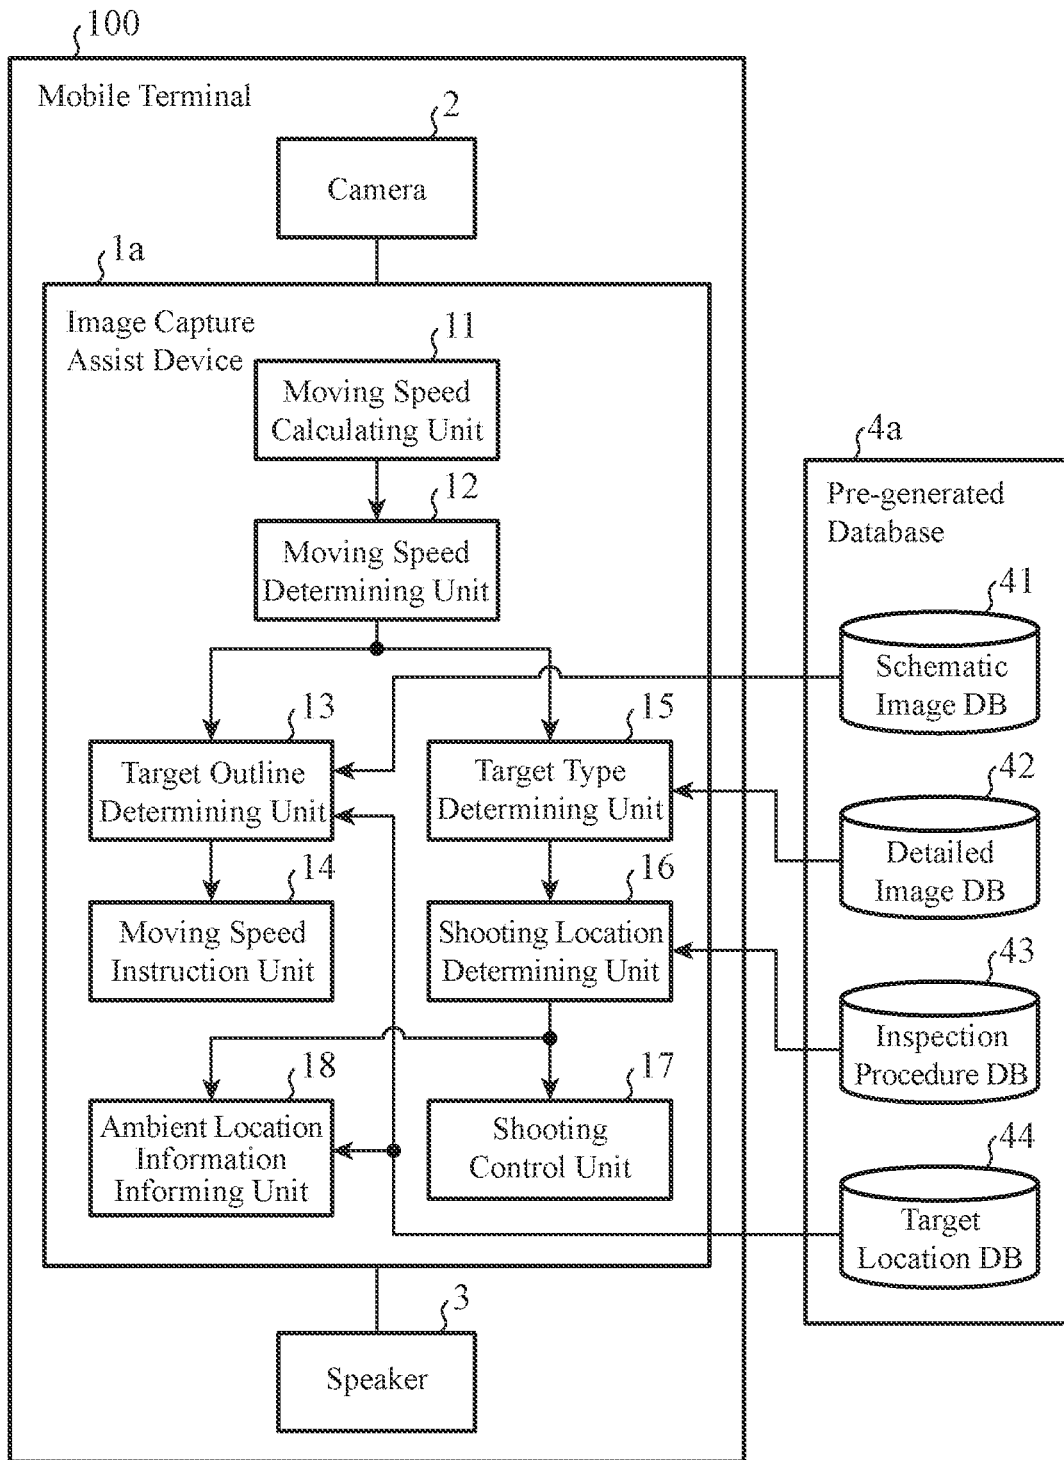 100
Mobile Terminal
2
Camera
1a
Image Capture
Assist Device
11
Moving Speed
Calculating Unit
12
Moving Speed
Determining Unit
13
Target Outline
Determining Unit
15
Target Type
Determining Unit
14
Moving Speed
Instruction Unit
16
Shooting Location
Determining Unit
18
Ambient Location
Information
Informing Unit
17
Shooting
Control Unit
3
Speaker
4a
Pre-generated
Database
41
Schematic
Image DB
42
Detailed
Image DB
43
Inspection
Procedure DB
44
Target
Location DB